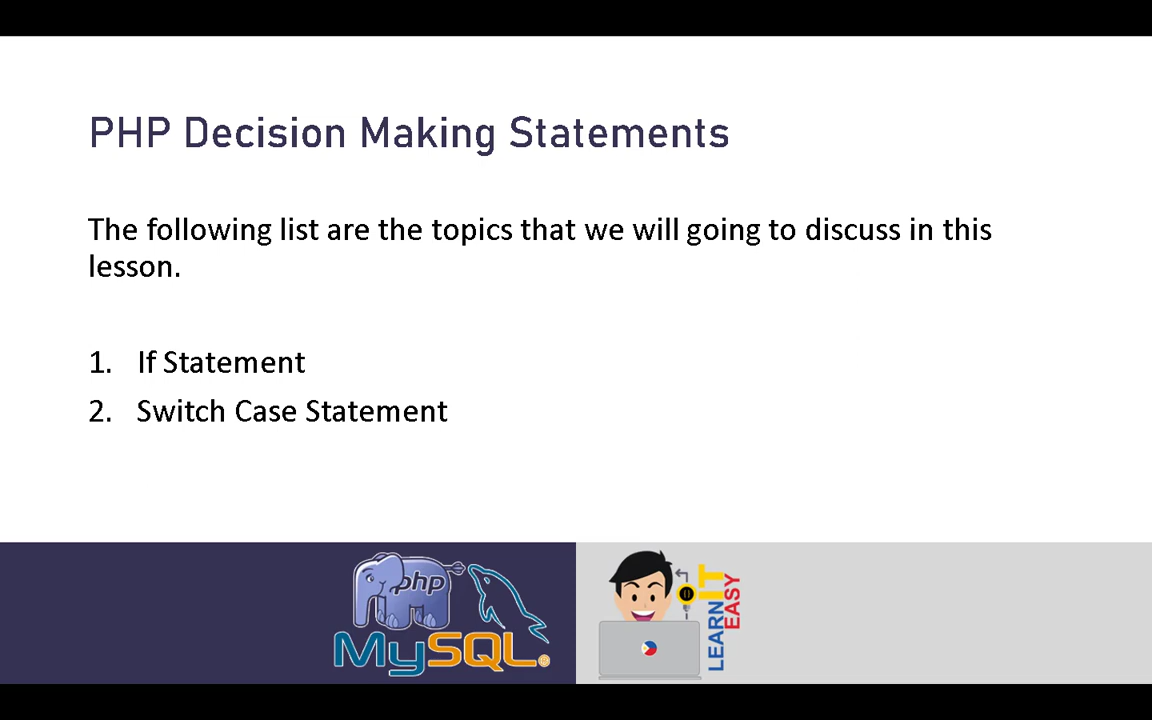 PHP Decision Making Statements
The following list are the topics that we will going to discuss in this
lesson.
1. If Statement
2. Switch Case Statement
php
MySQL
LEARN IT
EASY